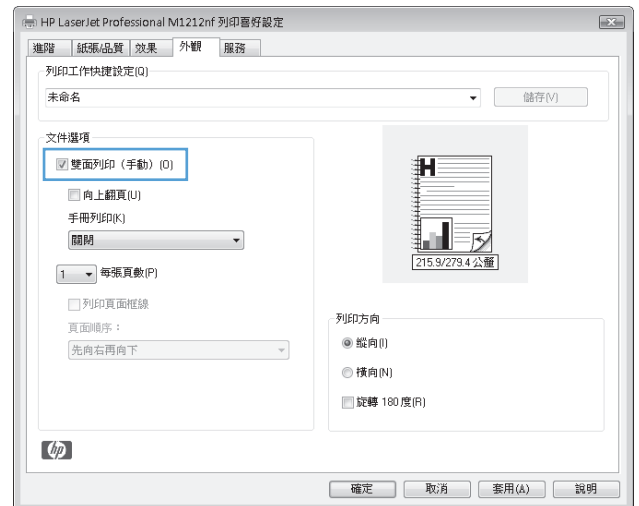 HP LaserJet Professional M1212nf 列印喜好設定
進階 紙張/品質 效果 外觀 服務
列印工作快捷設定(Q)
未命名 儲存(V)
文件選項
雙面列印(手動)(O)
向上翻頁(U)
手冊列印(K)
關閉
1 每張頁數(P)
列印頁面框線
頁面順序：
先向右再向下
H
215.9/279.4 公釐
列印方向
縱向(I)
橫向(N)
旋轉 180 度(R)
hp
確定 取消 套用(A) 說明